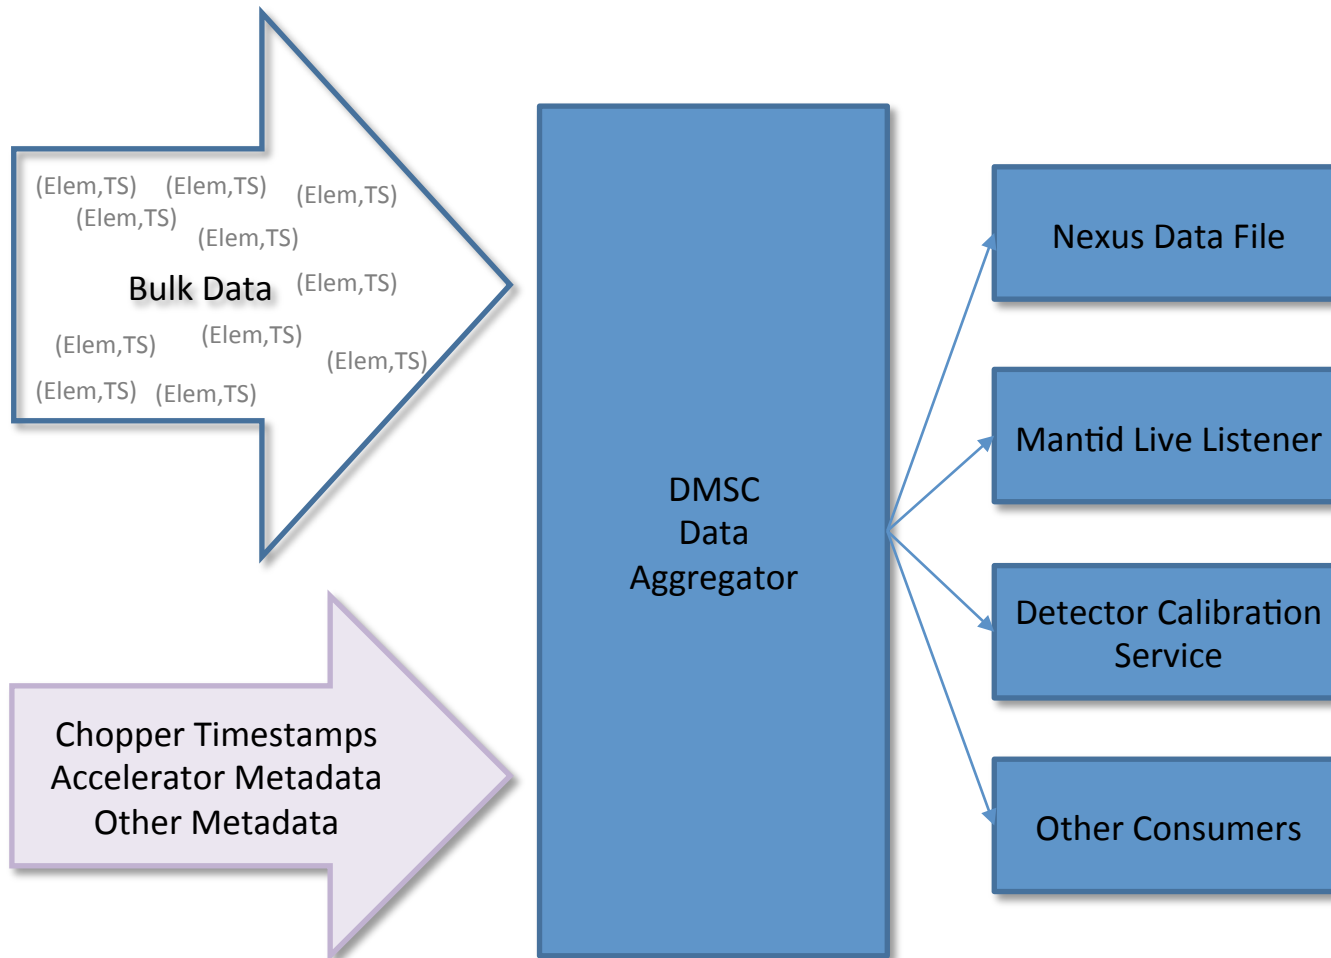 (Elem,TS) (Elem,TS) (Elem,TS)
(Elem,TS)
(Elem,TS)
Bulk Data (Elem,TS)
(Elem,TS) (Elem,TS)
(Elem,TS)
(Elem,TS) (Elem,TS)
Chopper Timestamps
Accelerator Metadata
Other Metadata
DMSC
Data
Aggregator
Nexus Data File
Mantid Live Listener
Detector Calibration
Service
Other Consumers